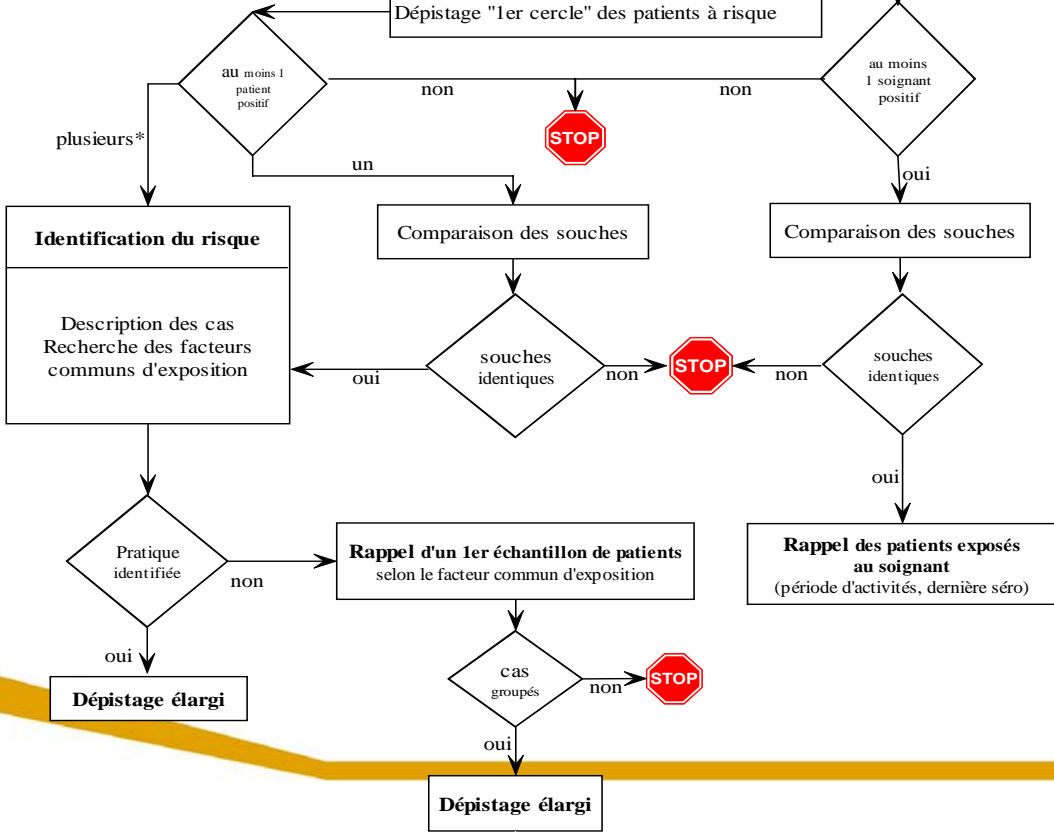 Dépistage "1er cercle" des patients à risque
au moins 1
patient
positif
au moins
1 soignant
positif
non
non
STOP
plusieurs*
un
oui
Identification du risque
Description des cas
Recherche des facteurs
communs d'exposition
Comparaison des souches
Comparaison des souches
souches
identiques
oui
non
STOP
non
souches
identiques
oui
Pratique
identifiée
non
oui
Rappel d'un 1er échantillon de patients
selon le facteur commun d'exposition
Rappel des patients exposés
au soignant
(période d'activités, dernière séro)
cas
groupés
non
STOP
oui
Dépistage élargi
Dépistage élargi